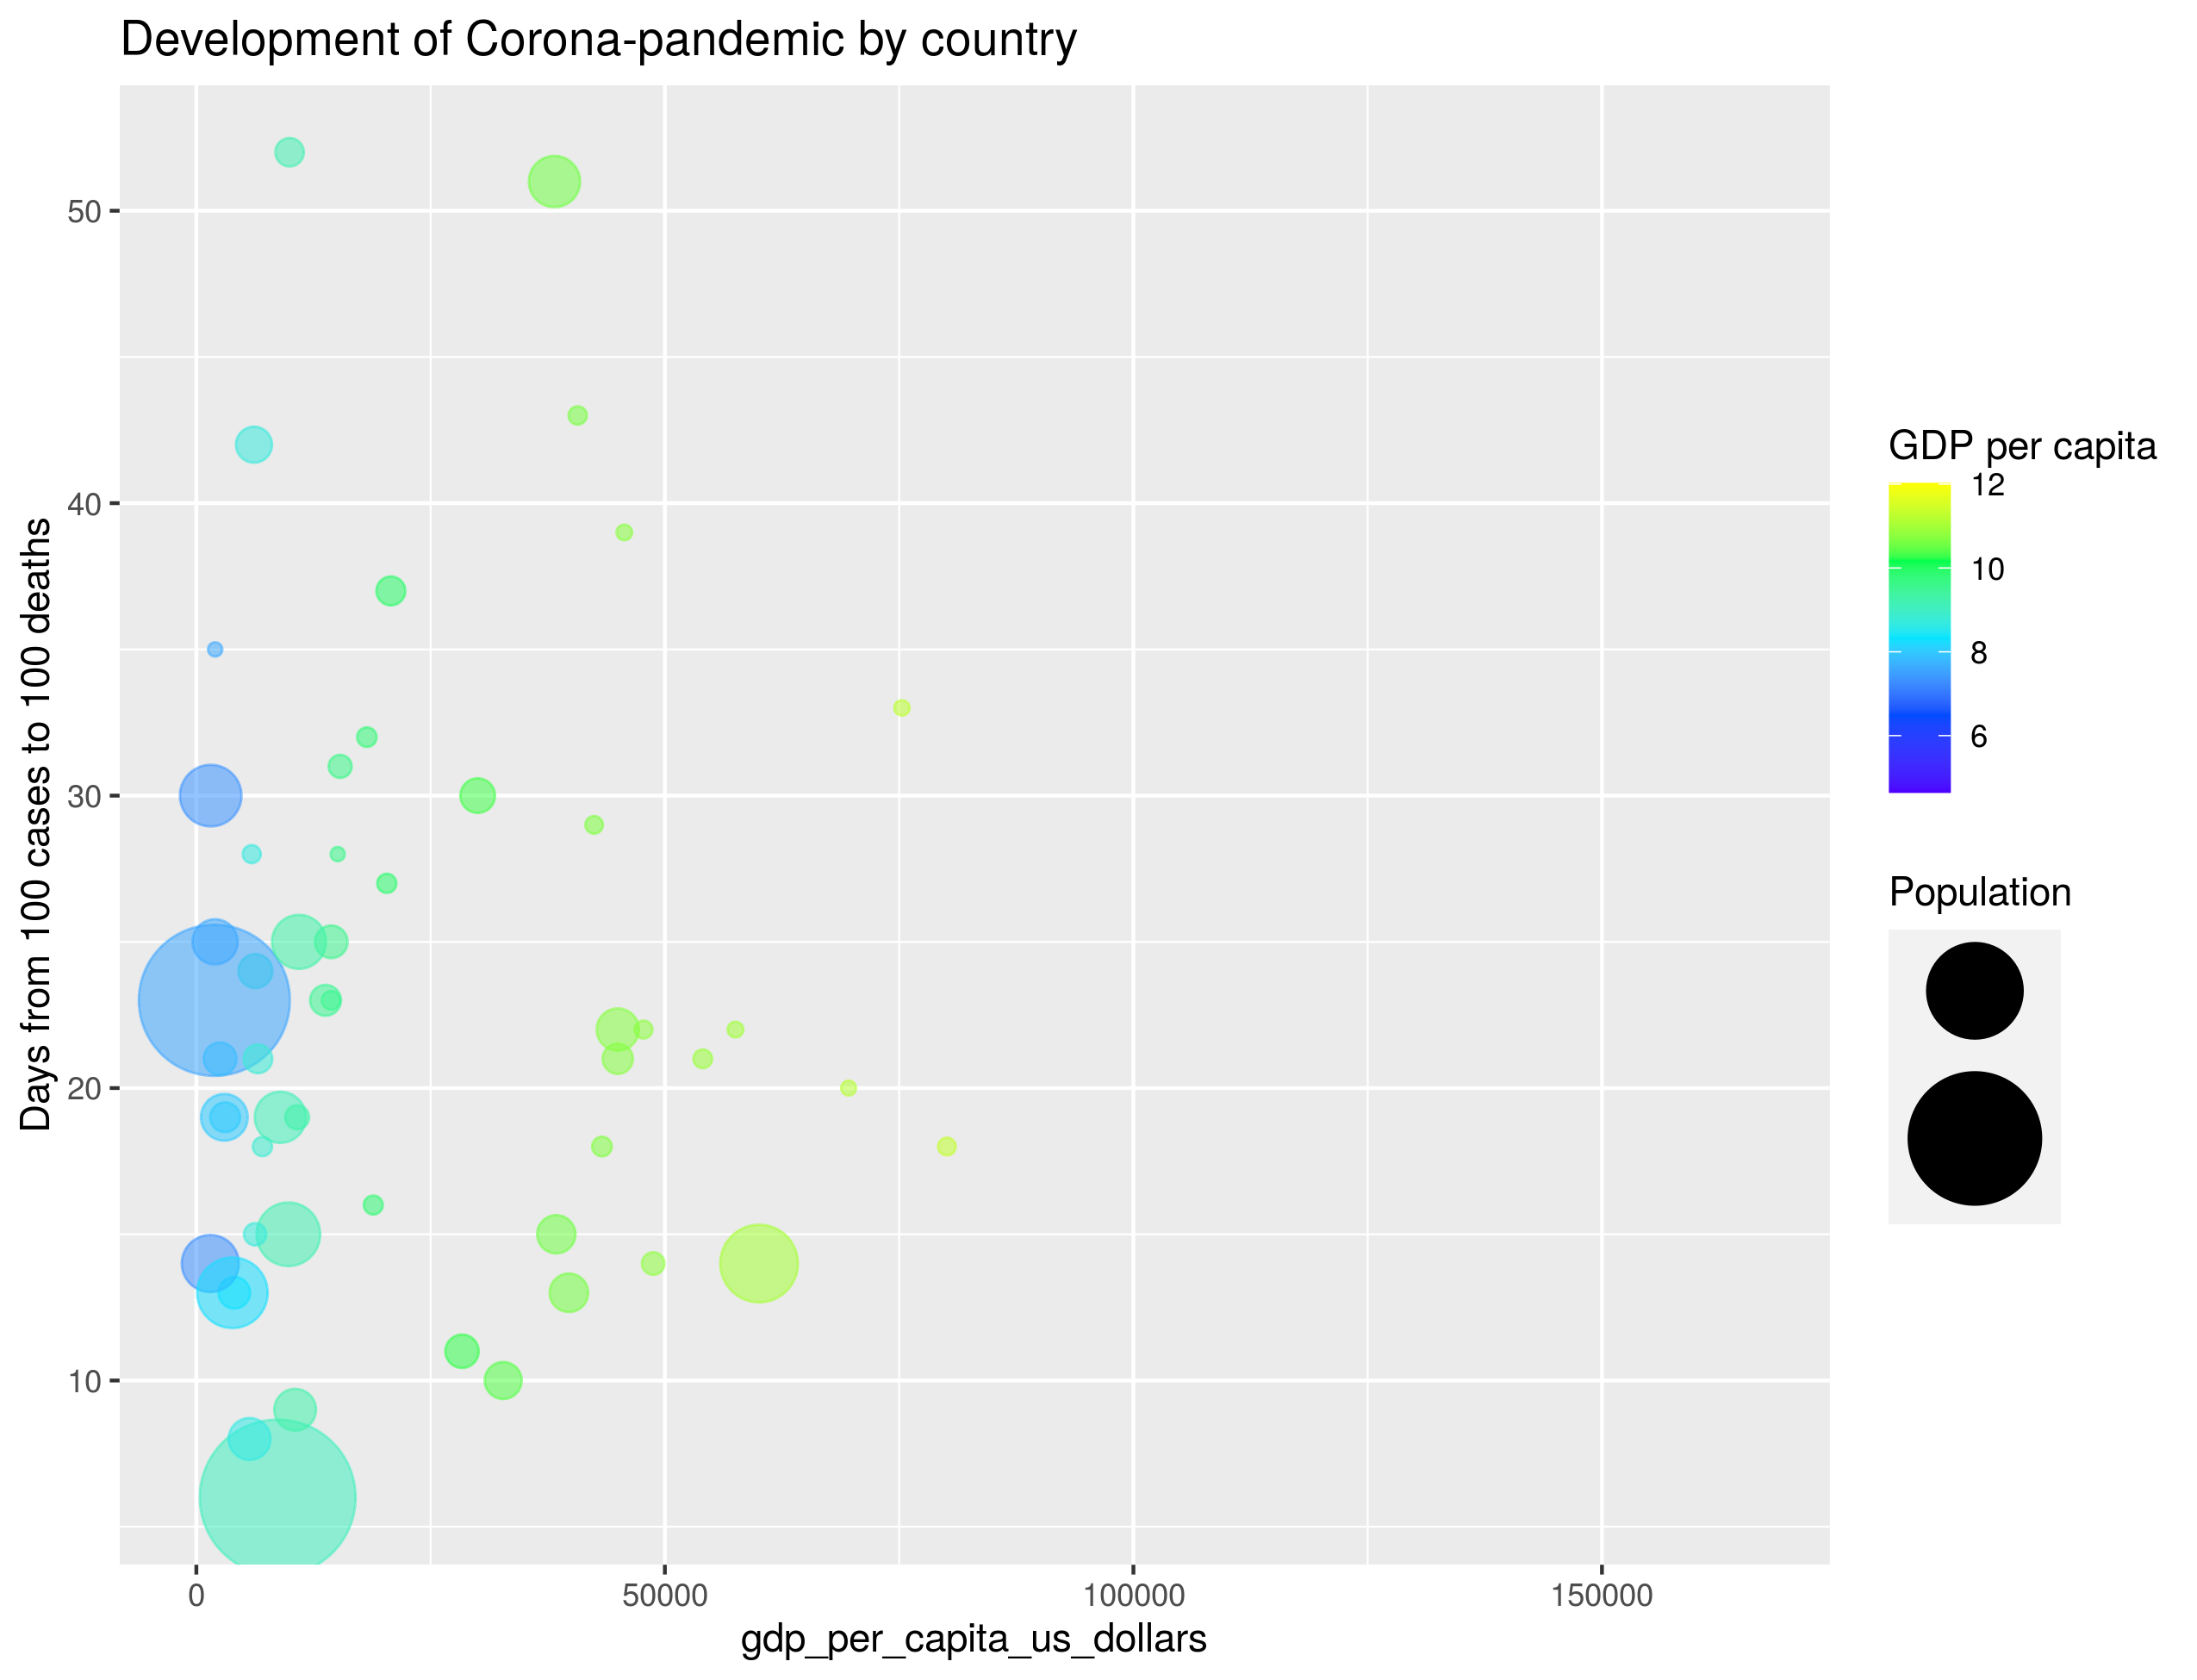 Development of Corona-pandemic by country
Days from 100 cases to 100 deaths
50
40
30
20
10
0
50000
100000
150000
gdp_per_capita_us_dollars
GDP per capita
12
10
8
6
Population